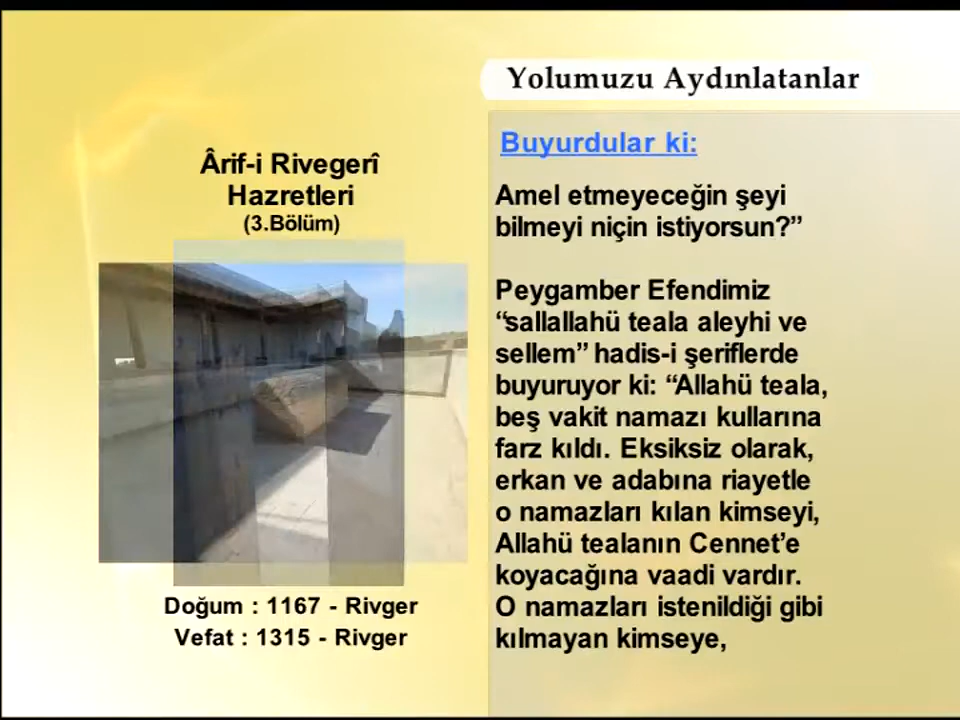 Yolumuzu Aydınlatanlar
Ârif-i Rivegerî
Hazretleri
(3.Bölüm)
Doğum : 1167 - Rivger
Vefat : 1315 - Rivger
Buyurdular ki:
Amel etmeyeceğin şeyi
bilmeyi niçin istiyorsun?”
Peygamber Efendimiz
“sallallahü teala aleyhi ve
sellem” hadis-i şeriflerde
buyuruyor ki: “Allahü teala,
beş vakit namazı kullarına
farz kıldı. Eksiksiz olarak,
erkan ve adabına riayetle
o namazları kılan kimseyi,
Allahü tealanın Cennet’e
koyacağına vaadi vardır.
O namazları istenildiği gibi
kılmayan kimseye,